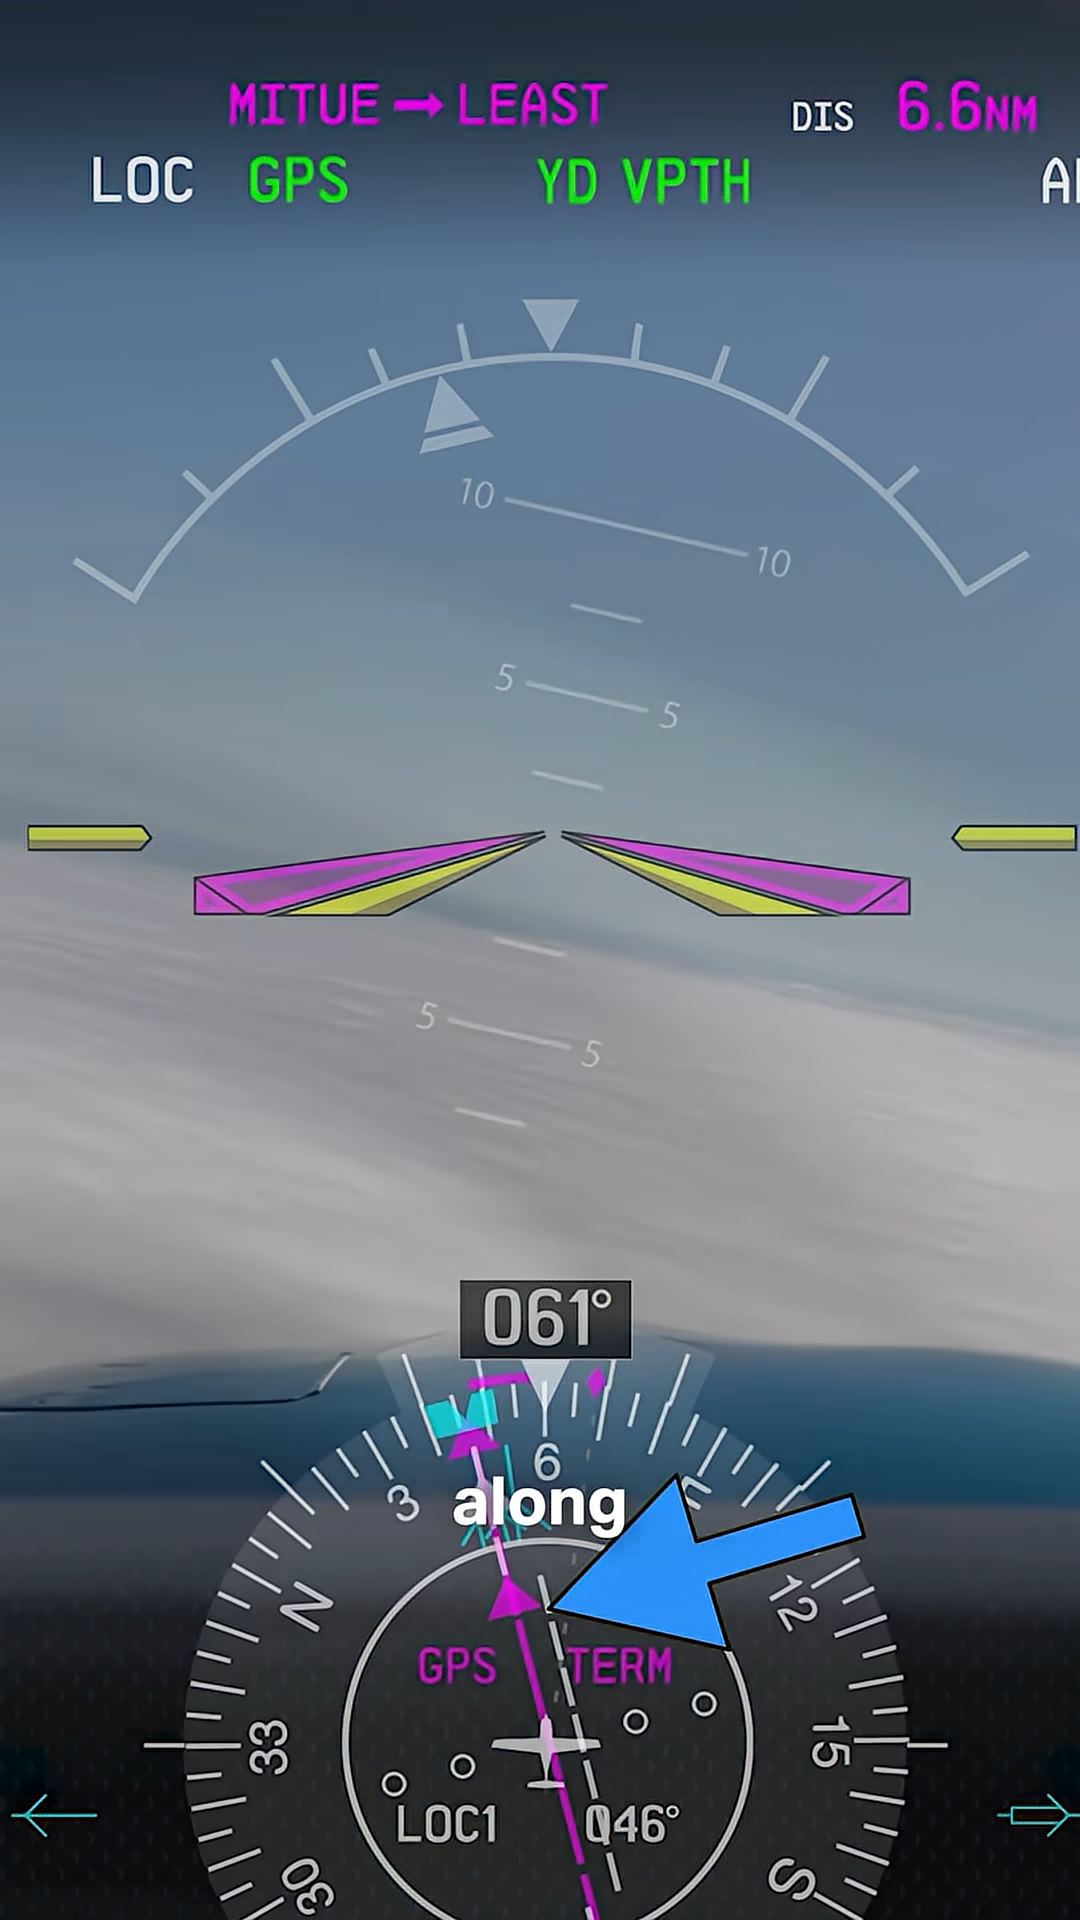 MITUE → LEAST DIS 6.6NM
LOC GPS YD VPTH
10
10
5
5
5
5
061°
6
3
along
N
12
GPS TERM
33
15
LOC1 046°
30
S